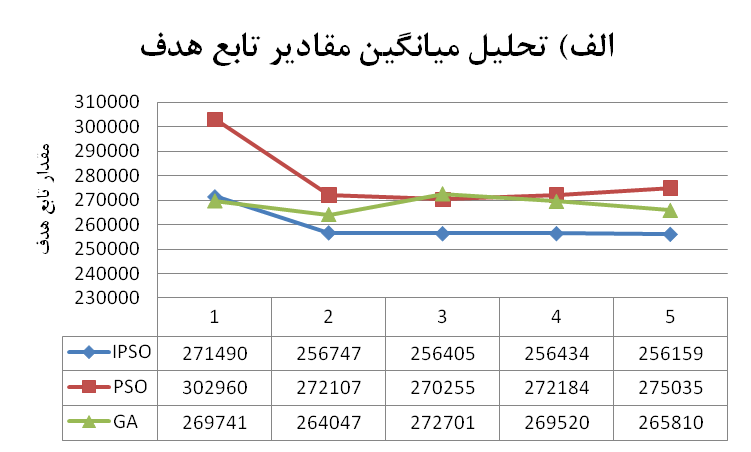 الف) تحلیل میانگین مقادیر تابع هدف
مقدار تابع هدف
310000
300000
290000
280000
270000
260000
250000
240000
230000
1 2 3 4 5
IPSO 271490 256747 256405 256434 256159
PSO 302960 272107 270255 272184 275035
GA 269741 264047 272701 269520 265810